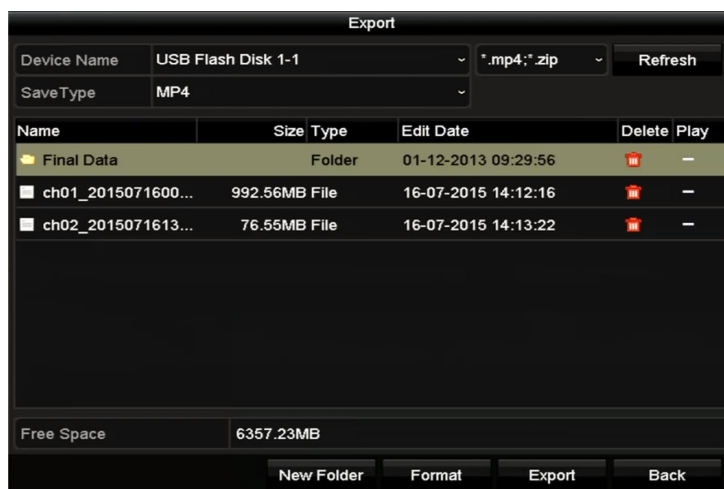 Export
Device Name USB Flash Disk 1-1 *.mp4;*.zip Refresh
SaveType MP4
Name Size Type Edit Date Delete Play
Final Data Folder 01-12-2013 09:29:56 –
ch01_2015071600... 992.56MB File 16-07-2015 14:12:16 –
ch02_2015071613... 76.55MB File 16-07-2015 14:13:22 –
Free Space 6357.23MB
New Folder Format Export Back